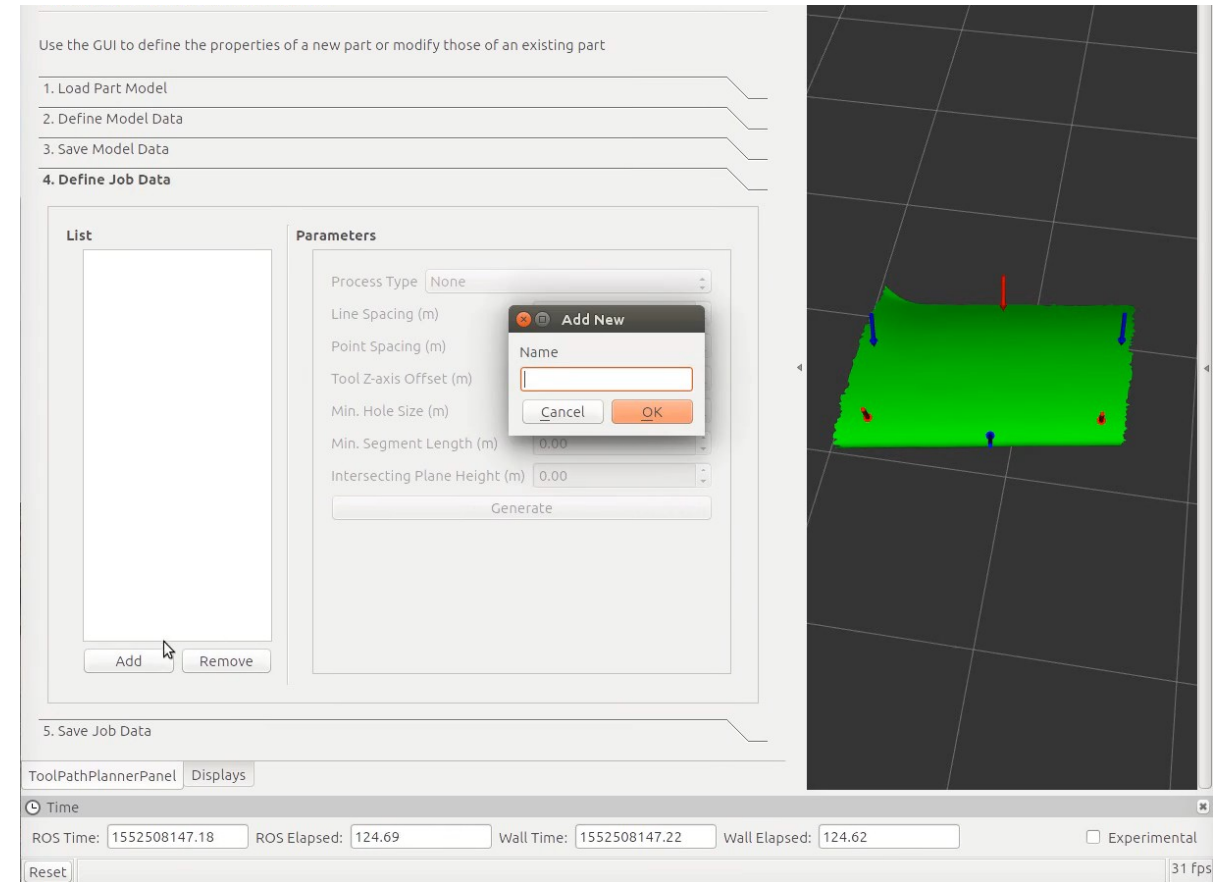 Use the GUI to define the properties of a new part or modify those of an existing part
1. Load Part Model
2. Define Model Data
3. Save Model Data
4. Define Job Data
List
Parameters
Process Type None
Line Spacing (m)
Point Spacing (m)
Tool Z-axis Offset (m)
Min. Hole Size (m)
Min. Segment Length (m) 0.00
Intersecting Plane Height (m) 0.00
Generate
Add New
Name
Cancel OK
Add Remove
5. Save Job Data
ToolPathPlannerPanel Displays
Time
ROS Time: 1552508147.18 ROS Elapsed: 124.69 Wall Time: 1552508147.22 Wall Elapsed: 124.62 Experimental
Reset 31 fps